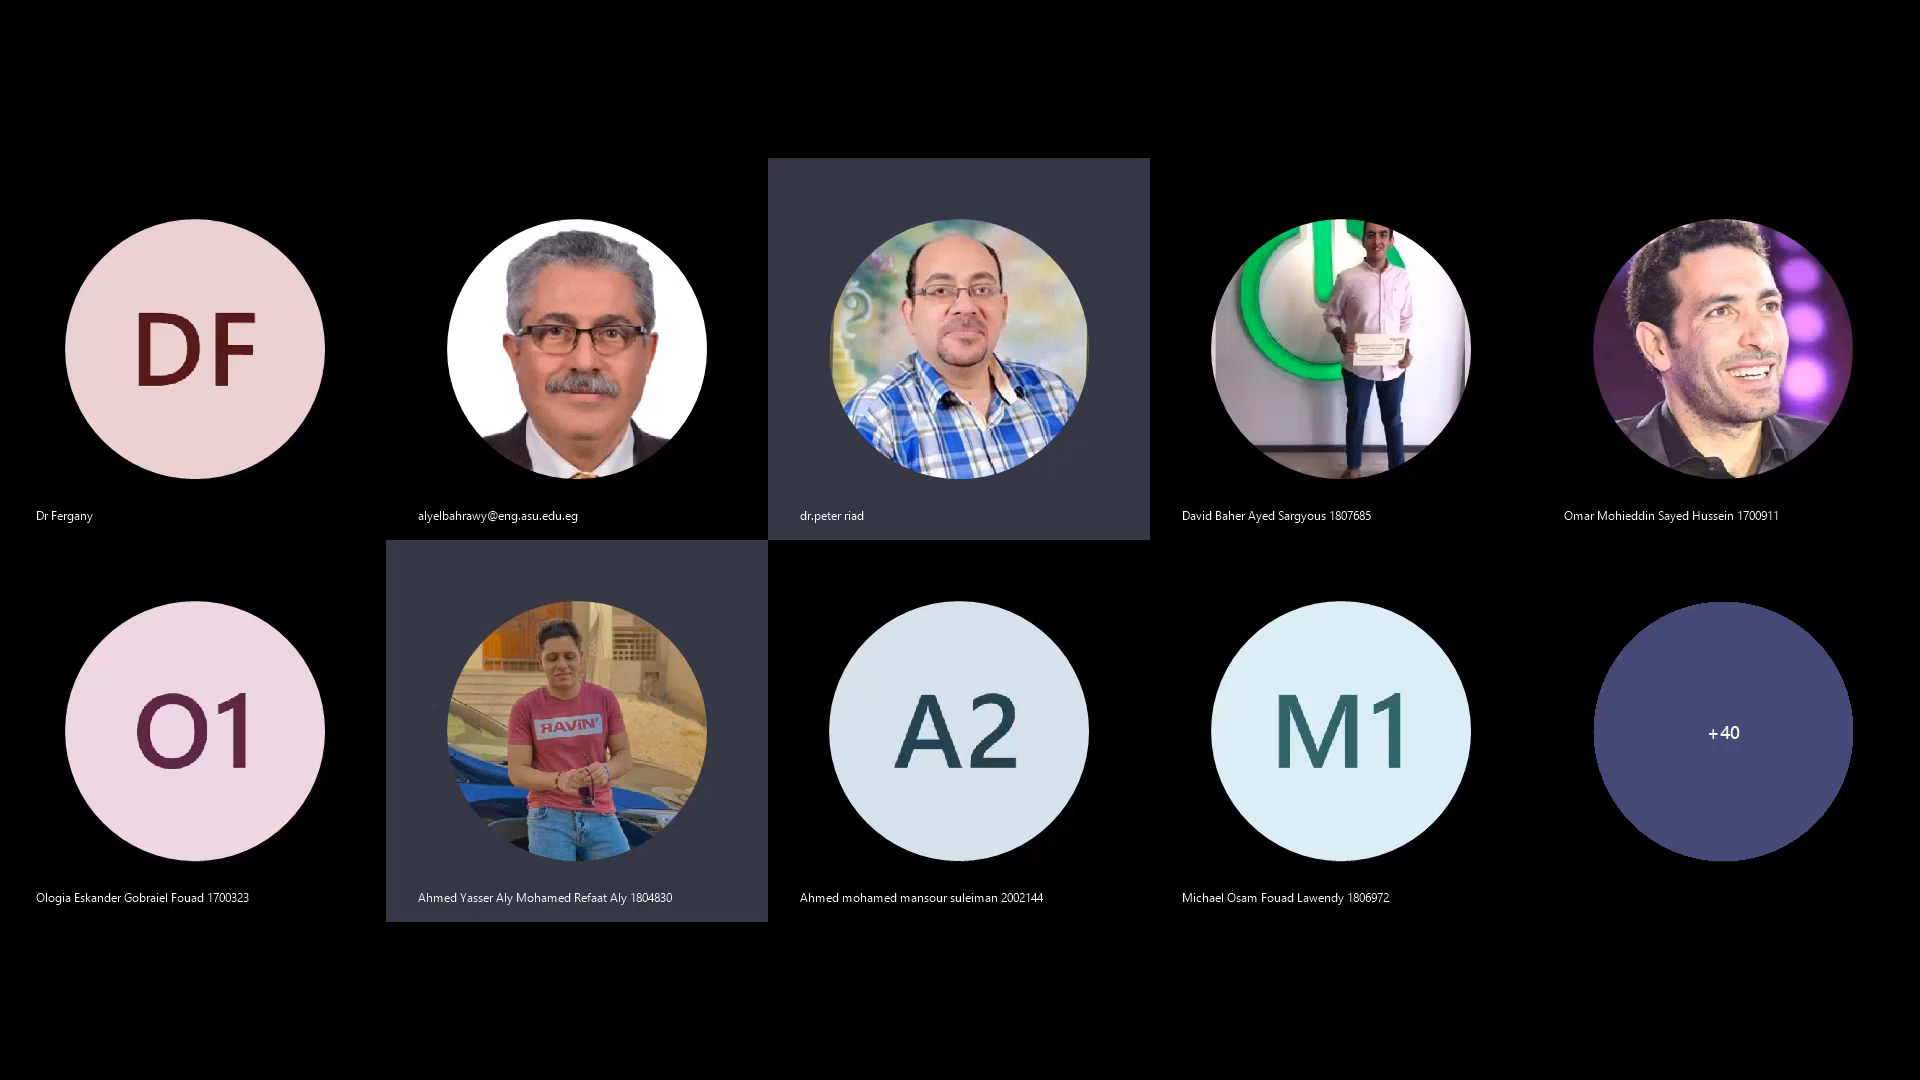 DF
Dr Fergany
alyelbahrawy@eng.asu.edu.eg
dr.peter riad
David Baher Ayed Sargyous 1807685
Omar Mohieddin Sayed Hussein 1700911
O1
Ologia Eskander Gobraiel Fouad 1700323
RAVIN'
Ahmed Yasser Aly Mohamed Refaat Aly 1804830
A2
Ahmed mohamed mansour suleiman 2002144
M1
Michael Osam Fouad Lawendy 1806972
+40